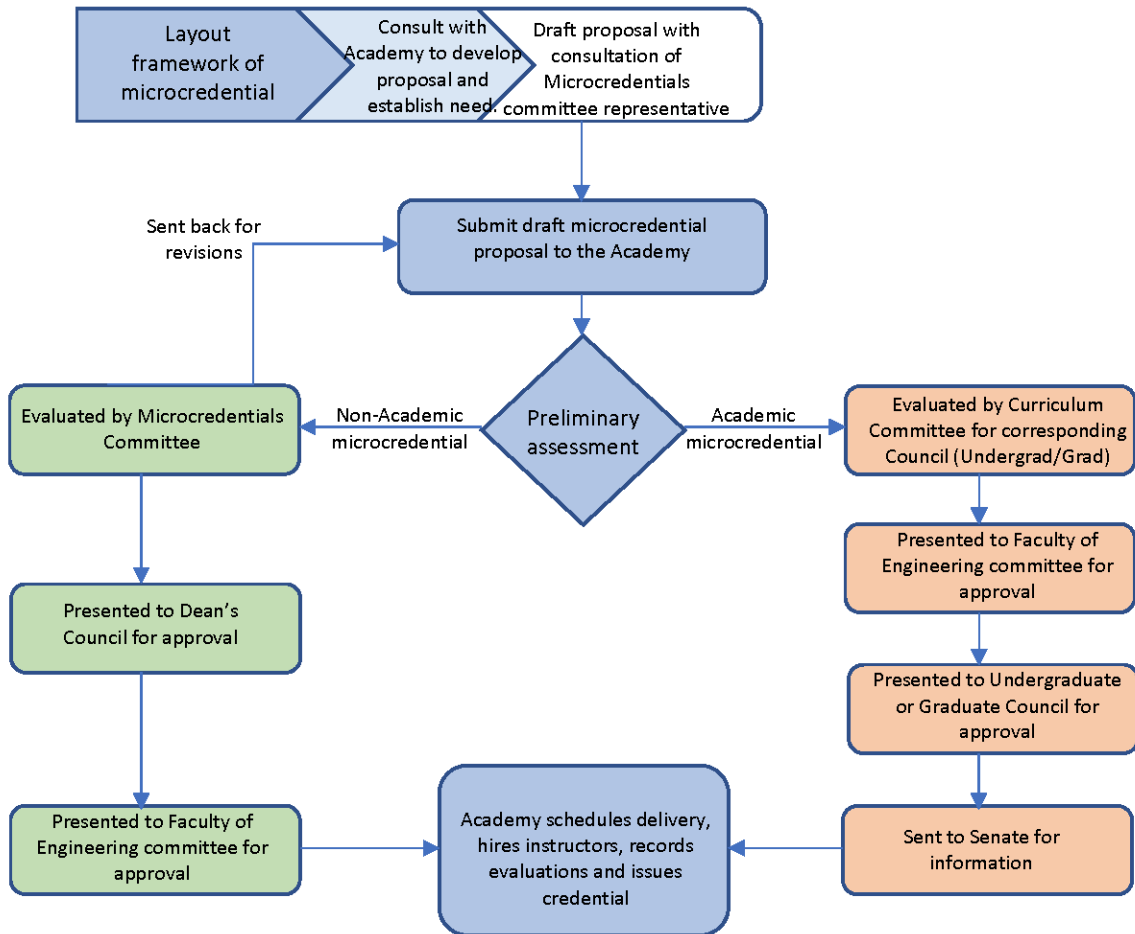 Layout
framework of
microcredential
Consult with
Academy to develop
proposal and
establish need.
Draft proposal with
consultation of
Microcredentials
committee representative
Sent back for
revisions
Submit draft microcredential
proposal to the Academy
Evaluated by Microcredentials
Committee
Non-Academic
microcredential
Preliminary
assessment
Academic
microcredential
Evaluated by Curriculum
Committee for corresponding
Council (Undergrad/Grad)
Presented to Faculty of
Engineering committee for
approval
Presented to Dean’s
Council for approval
Presented to Undergraduate
or Graduate Council for
approval
Presented to Faculty of
Engineering committee for
approval
Academy schedules delivery,
hires instructors, records
evaluations and issues
credential
Sent to Senate for
information